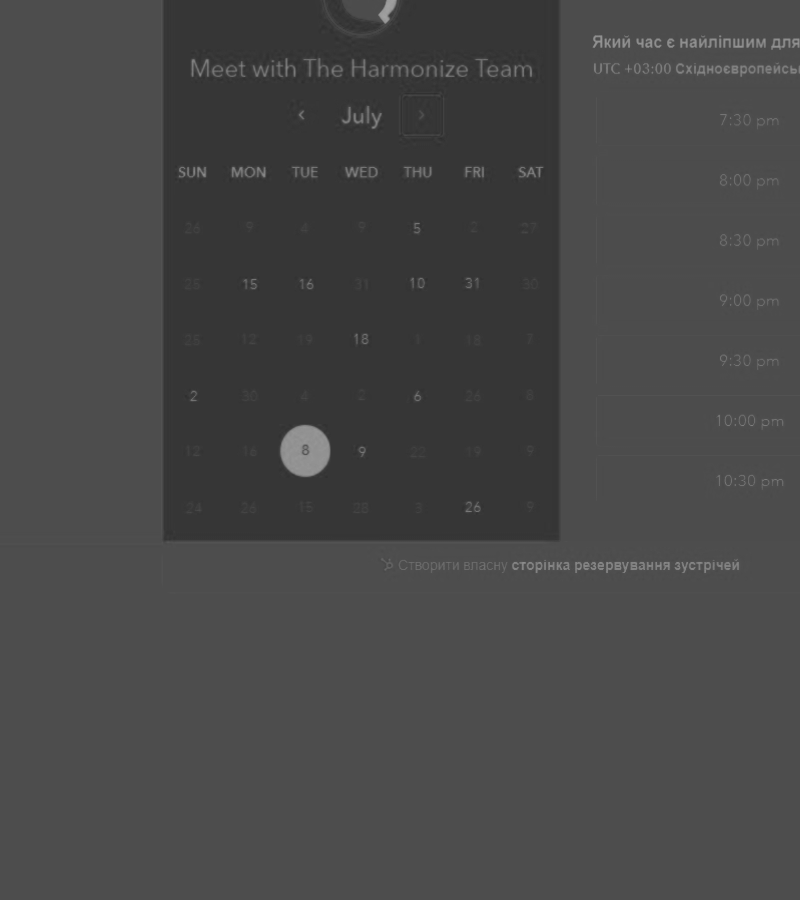 Meet with The Harmonize Team
‹ July ›
SUN MON TUE WED THU FRI SAT
26 9 4 9 5 2 27
25 15 16 31 10 31 30
25 12 19 18 1 18 7
2 30 4 2 6 26 8
12 16 8 9 22 19 9
24 26 15 28 3 26 9
Який час є найліпшим для
UTC +03:00 Східноєвропейсь
7:30 pm
8:00 pm
8:30 pm
9:00 pm
9:30 pm
10:00 pm
10:30 pm
Створити власну сторінка резервування зустрічей